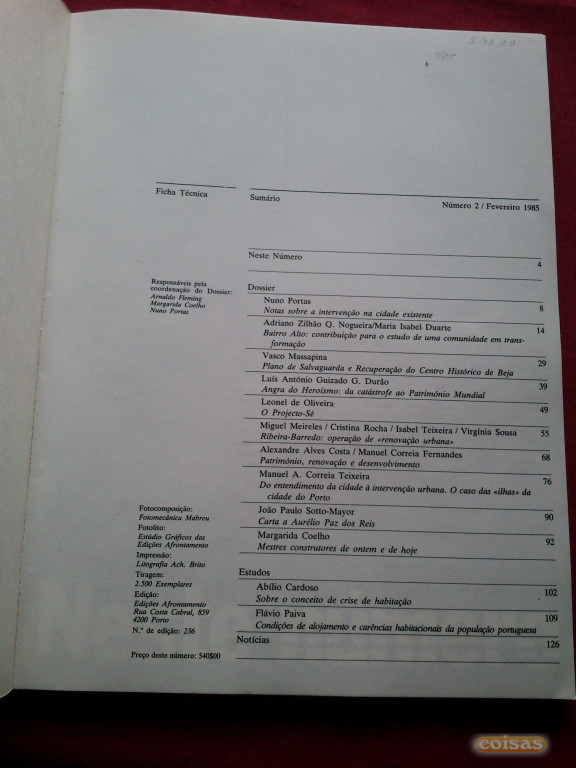 Ficha Técnica
Sumário
Número 2 / Fevereiro 1985
Neste Número 4
Responsáveis pela
coordenação do Dossier:
Arnaldo Fleming
Margarida Coelho
Nuno Portas
Dossier
Nuno Portas
Notas sobre a intervenção na cidade existente 8
Adriano Zilhão Q. Nogueira/Maria Isabel Duarte 14
Bairro Alto: contribuição para o estudo de uma comunidade em trans-
formação
Vasco Massapina 29
Plano de Salvaguarda e Recuperação do Centro Histórico de Beja
Luís António Guizado G. Durão 39
Angra do Heroísmo: da catástrofe ao Património Mundial
Leonel de Oliveira 49
O Projecto-Sé
Miguel Meireles / Cristina Rocha / Isabel Teixeira / Virgínia Sousa 55
Ribeira-Barredo: operação de «renovação urbana»
Alexandre Alves Costa / Manuel Correia Fernandes 68
Património, renovação e desenvolvimento
Manuel A. Correia Teixeira 76
Do entendimento da cidade à intervenção urbana. O caso das «ilhas» da
cidade do Porto
João Paulo Sotto-Mayor 90
Carta a Aurélio Paz dos Reis
Margarida Coelho 92
Mestres construtores de ontem e de hoje
Estudos
Abílio Cardoso 102
Sobre o conceito de crise de habitação
Flávio Paiva 109
Condições de alojamento e carências habitacionais da população portuguesa
Notícias 126
Fotocomposição:
Fotomecânica Mabreu
Fotolito:
Estúdio Gráficos das
Edições Afrontamento
Impressão:
Litografia Ach. Brito
Tiragem:
2.500 Exemplares
Edição:
Edições Afrontamento
Rua Costa Cabral, 859
4200 Porto
N.º de edição: 236
Preço deste número: 540$00
coisas